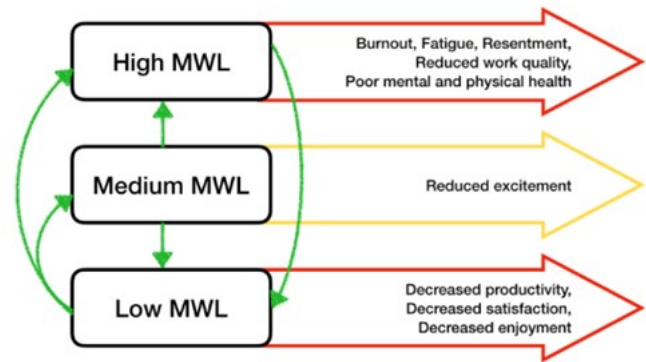 High MWL
Burnout, Fatigue, Resentment,
Reduced work quality,
Poor mental and physical health
Medium MWL
Reduced excitement
Low MWL
Decreased productivity,
Decreased satisfaction,
Decreased enjoyment